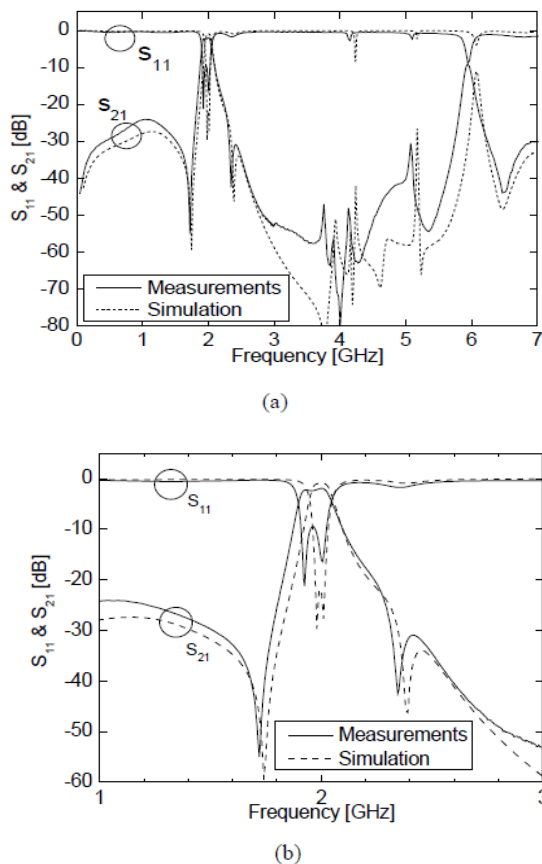 0
-10
-20
-30
-40
-50
-60
-70
-80
S11 & S21 [dB]
S11
S21
Measurements
Simulation
0 1 2 3 4 5 6 7
Frequency [GHz]
(a)
0
-10
-20
-30
-40
-50
-60
S11 & S21 [dB]
S11
S21
Measurements
Simulation
1 2 3
Frequency [GHz]
(b)